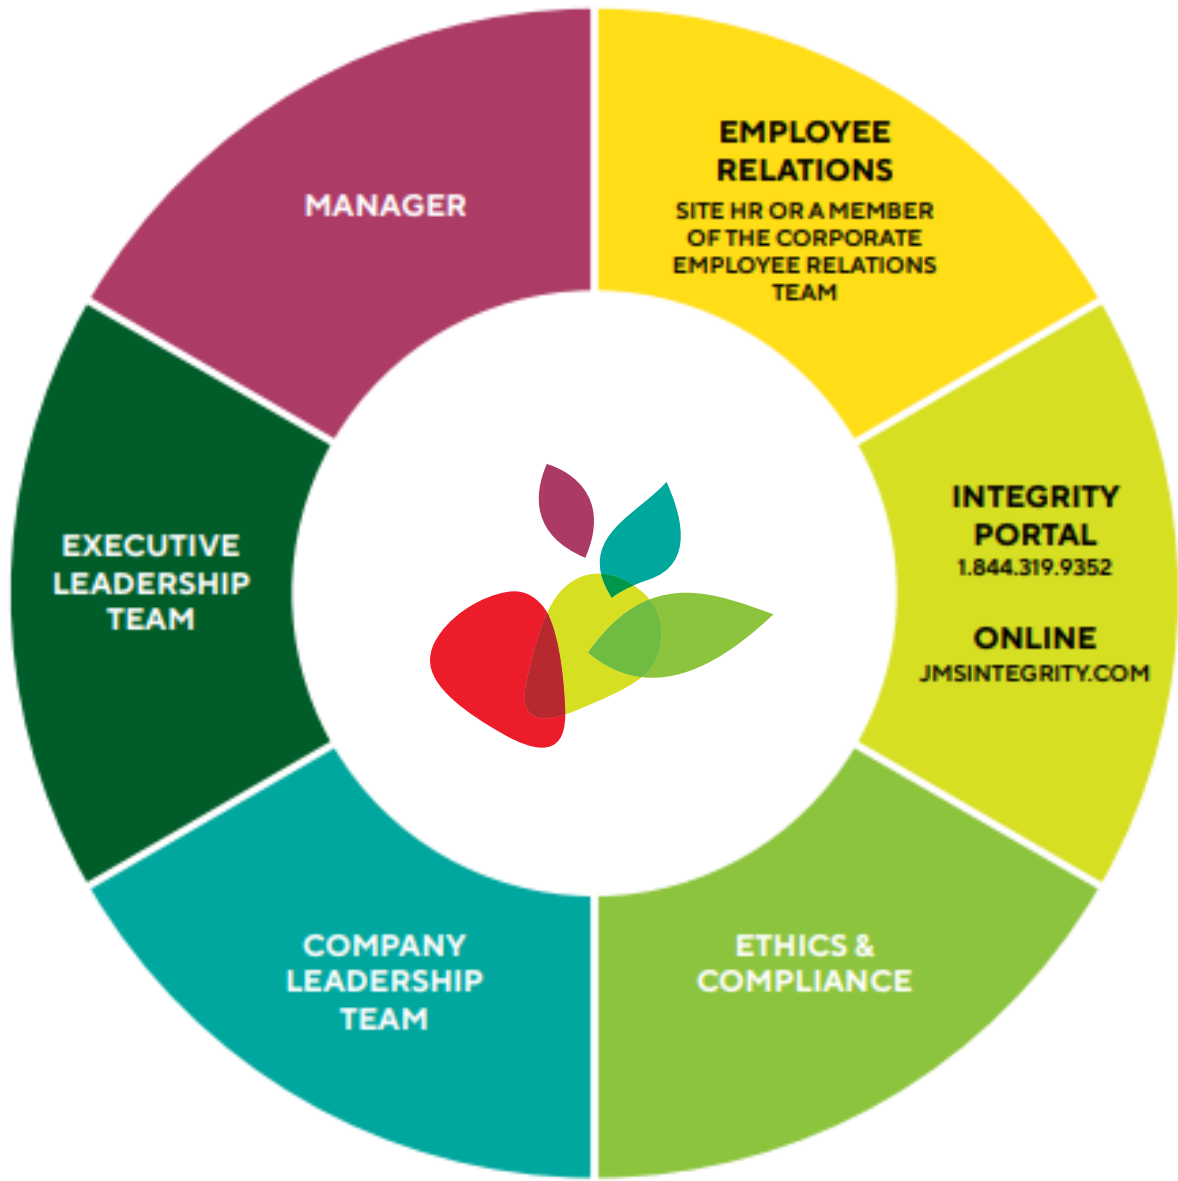 MANAGER
EMPLOYEE
RELATIONS
SITE HR OR A MEMBER
OF THE CORPORATE
EMPLOYEE RELATIONS
TEAM
INTEGRITY
PORTAL
1.844.319.9352
ONLINE
JMSINTEGRITY.COM
ETHICS &
COMPLIANCE
COMPANY
LEADERSHIP
TEAM
EXECUTIVE
LEADERSHIP
TEAM